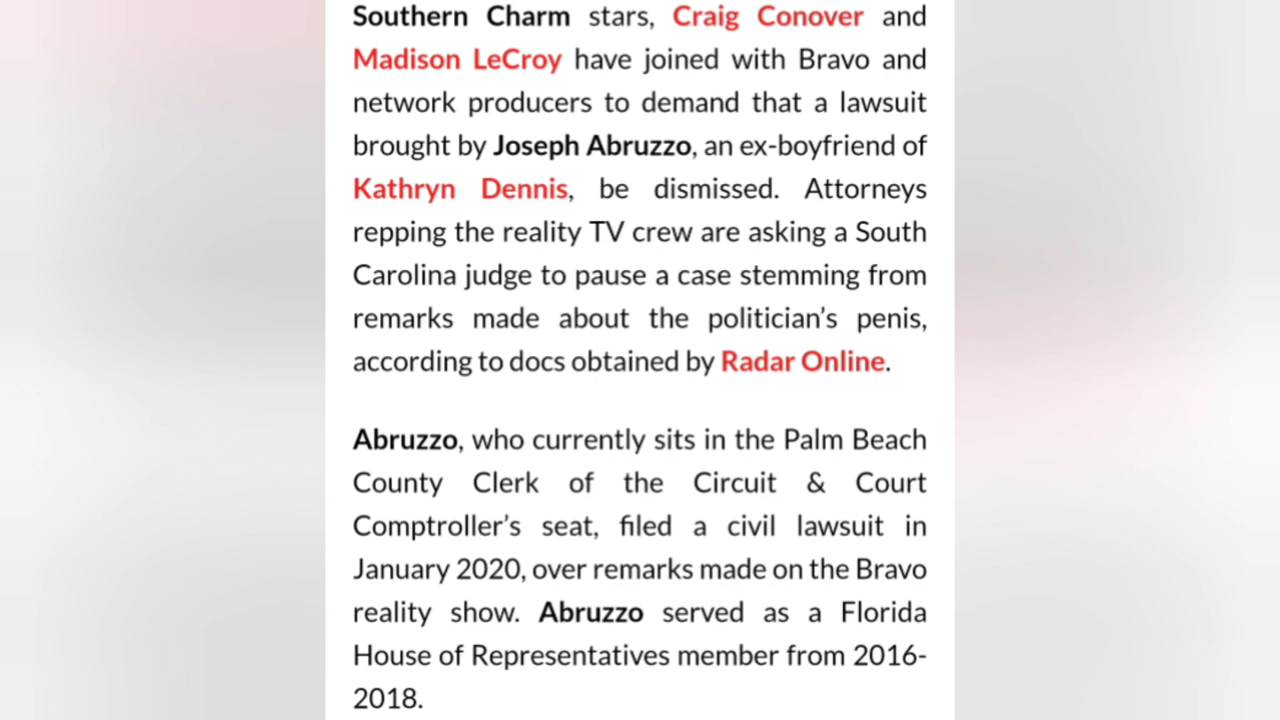 Southern Charm stars, Craig Conover and
Madison LeCroy have joined with Bravo and
network producers to demand that a lawsuit
brought by Joseph Abruzzo, an ex-boyfriend of
Kathryn Dennis, be dismissed. Attorneys
repping the reality TV crew are asking a South
Carolina judge to pause a case stemming from
remarks made about the politician’s penis,
according to docs obtained by Radar Online.
Abruzzo, who currently sits in the Palm Beach
County Clerk of the Circuit & Court
Comptroller’s seat, filed a civil lawsuit in
January 2020, over remarks made on the Bravo
reality show. Abruzzo served as a Florida
House of Representatives member from 2016-
2018.